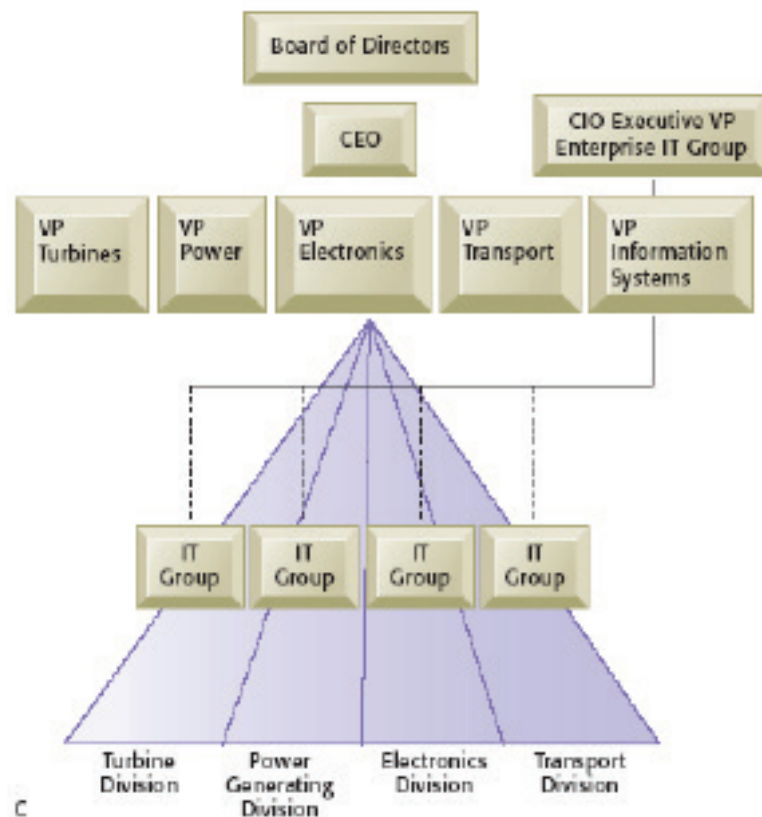 Board of Directors
CEO
CIO Executive VP
Enterprise IT Group
VP
Turbines
VP
Power
VP
Electronics
VP
Transport
VP
Information
Systems
IT
Group
IT
Group
IT
Group
IT
Group
Turbine
Division
Power
Generating
Division
Electronics
Division
Transport
Division
C